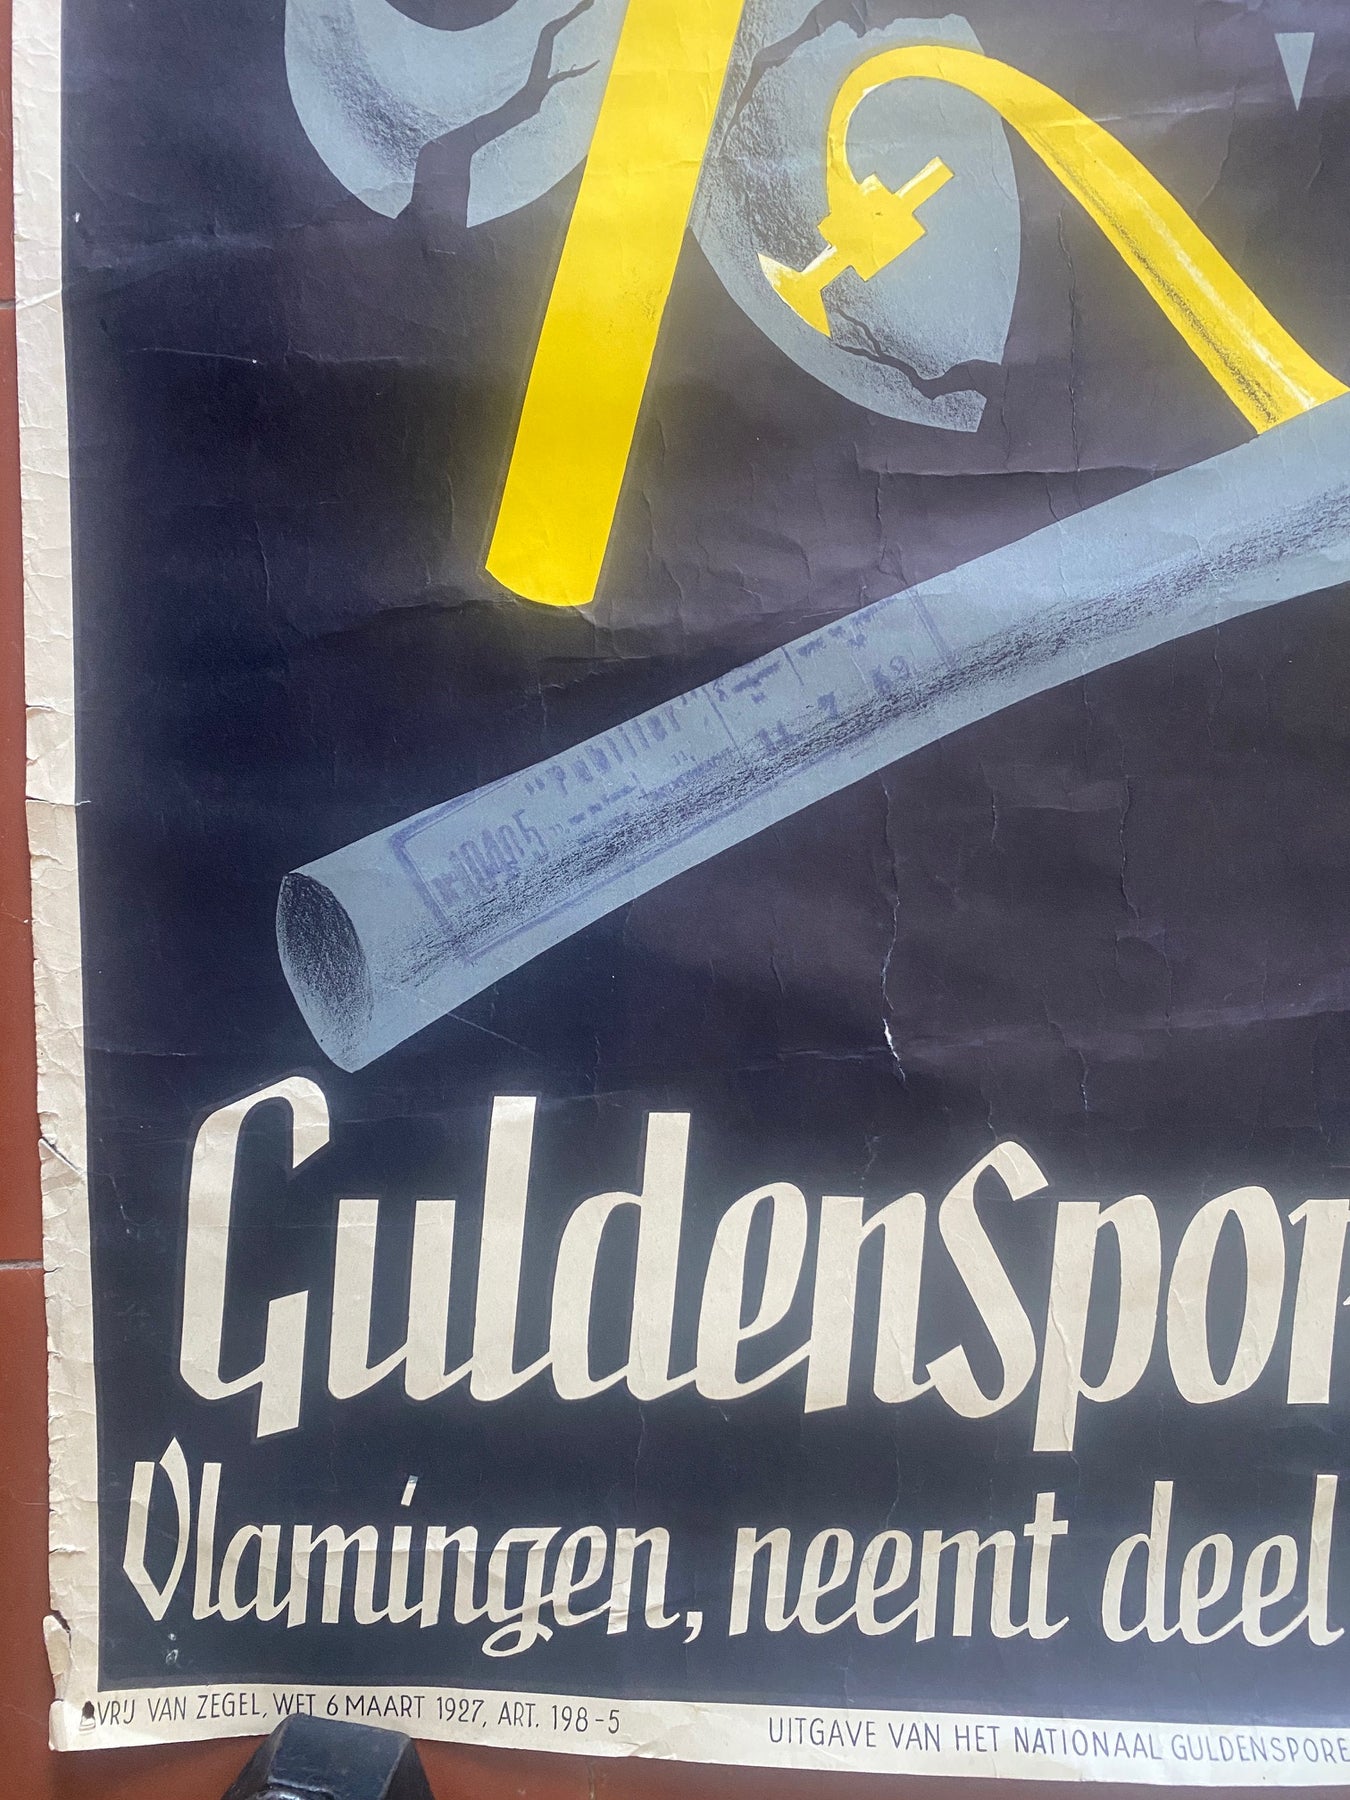 Guldenspor
Vlamingen, neemt deel
VRIJ VAN ZEGEL, WET 6 MAART 1927, ART. 198-5
UITGAVE VAN HET NATIONAAL GULDENSPORE